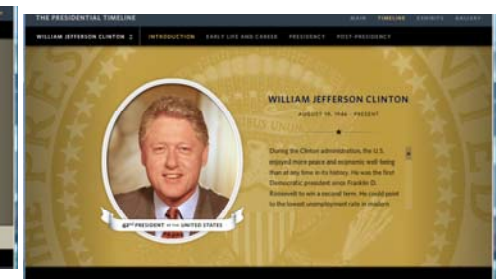 THE PRESIDENTIAL TIMELINE
MAIN TIMELINE EXHIBITS GALLERY
WILLIAM JEFFERSON CLINTON INTRODUCTION EARLY LIFE AND CAREER PRESIDENCY POST-PRESIDENCY
WILLIAM JEFFERSON CLINTON
AUGUST 19, 1946 - PRESENT
During the Clinton administration, the U.S.
enjoyed more peace and economic well being
than at any time in its history. He was the first
Democratic president since Franklin D.
Roosevelt to win a second term. He could point
to the lowest unemployment rate in modern
42ND PRESIDENT OF THE UNITED STATES